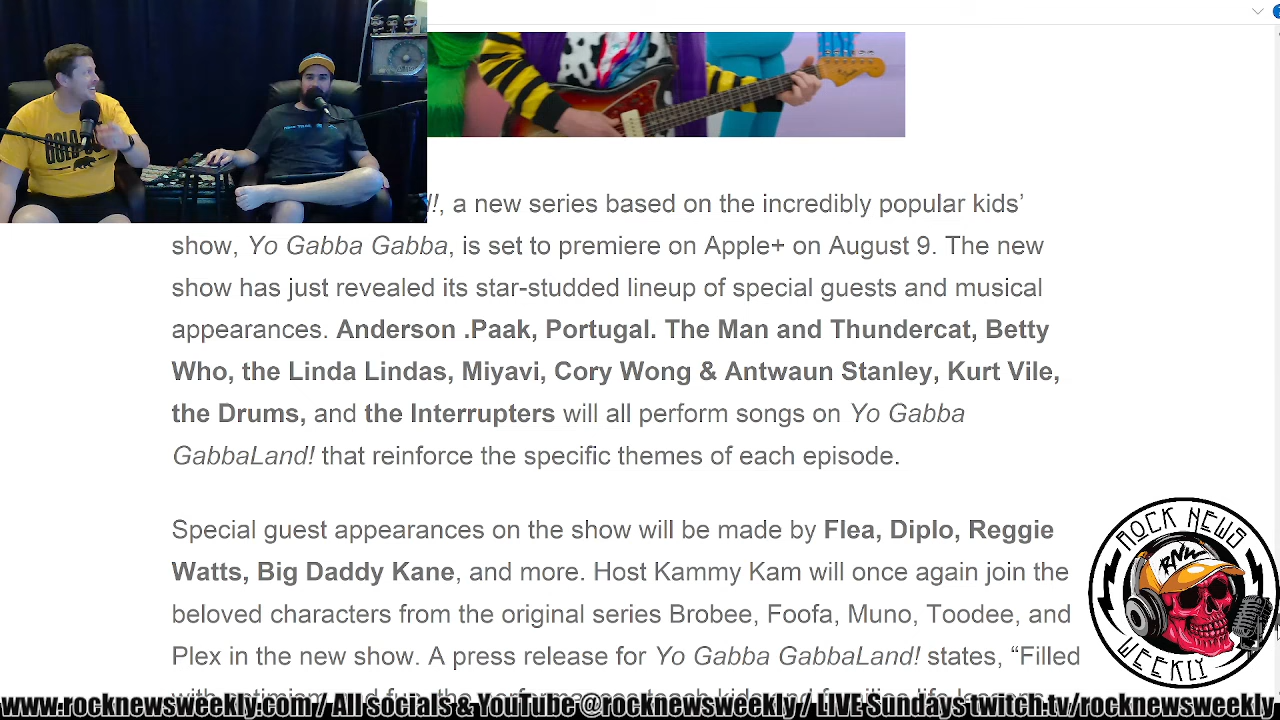 GOLD
!, a new series based on the incredibly popular kids’
show, Yo Gabba Gabba, is set to premiere on Apple+ on August 9. The new
show has just revealed its star-studded lineup of special guests and musical
appearances. Anderson .Paak, Portugal. The Man and Thundercat, Betty
Who, the Linda Lindas, Miyavi, Cory Wong & Antwaun Stanley, Kurt Vile,
the Drums, and the Interrupters will all perform songs on Yo Gabba
GabbaLand! that reinforce the specific themes of each episode.
Special guest appearances on the show will be made by Flea, Diplo, Reggie
Watts, Big Daddy Kane, and more. Host Kammy Kam will once again join the
beloved characters from the original series Brobee, Foofa, Muno, Toodee, and
Plex in the new show. A press release for Yo Gabba GabbaLand! states, “Filled
ROCK NEWS
RNW
WEEKLY
www.rocknewsweekly.com / All socials & YouTube @rocknewsweekly / LIVE Sundays twitch.tv/rocknewsweekly